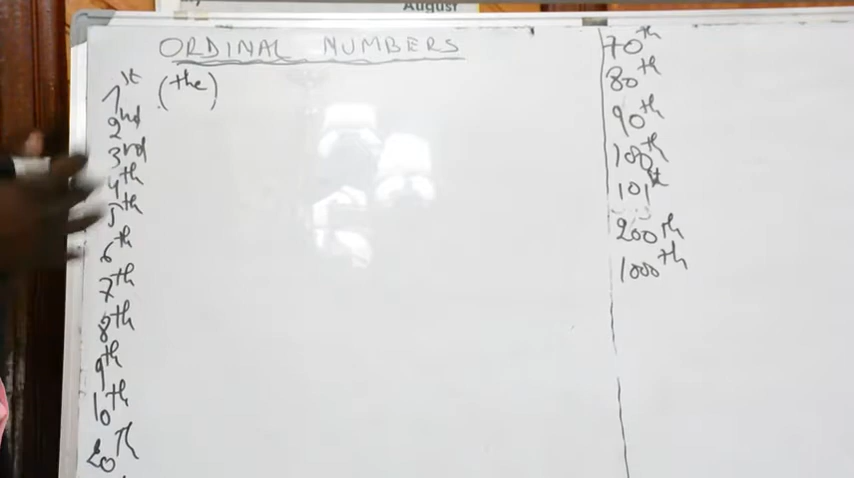 August
ORDINAL NUMBERS
(the)
1st
2nd
3rd
4th
5th
6th
7th
8th
9th
10th
20th
70th
80th
90th
100th
101st
200th
1000th